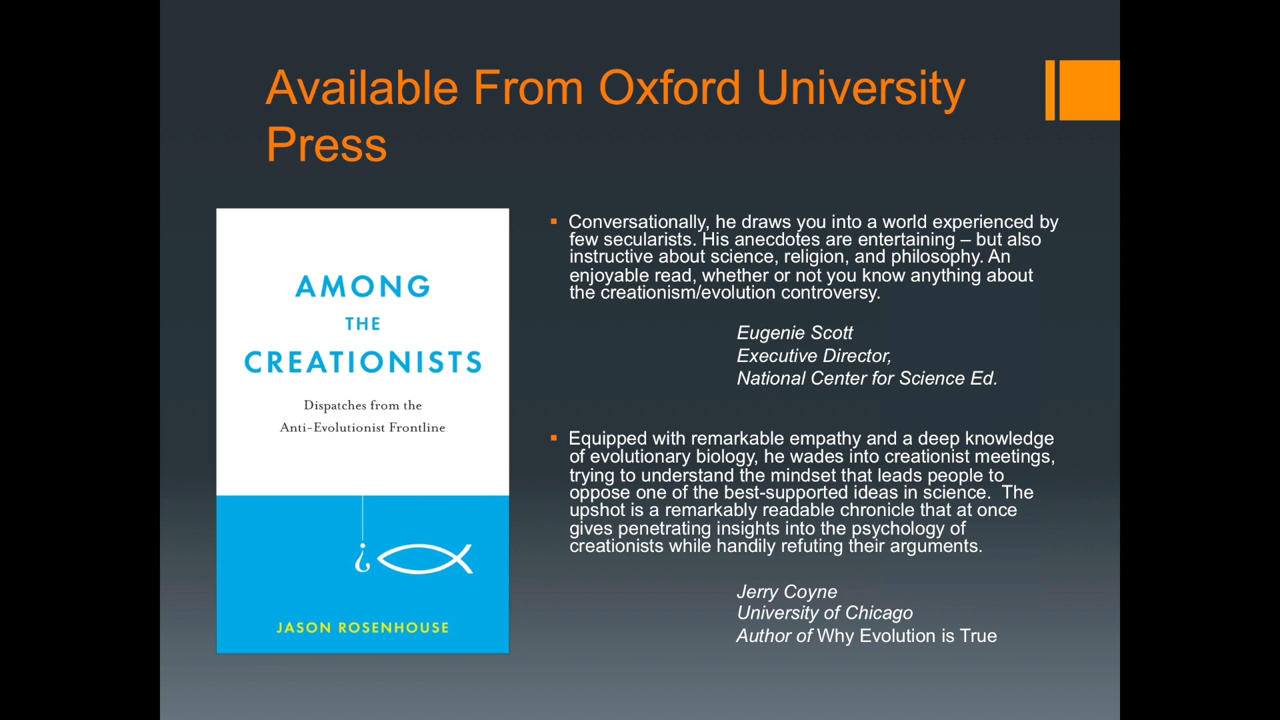 Available From Oxford University
Press
AMONG
THE
CREATIONISTS
Dispatches from the
Anti-Evolutionist Frontline
JASON ROSENHOUSE
Conversationally, he draws you into a world experienced by
few secularists. His anecdotes are entertaining – but also
instructive about science, religion, and philosophy. An
enjoyable read, whether or not you know anything about
the creationism/evolution controversy.
Eugenie Scott
Executive Director,
National Center for Science Ed.
Equipped with remarkable empathy and a deep knowledge
of evolutionary biology, he wades into creationist meetings,
trying to understand the mindset that leads people to
oppose one of the best-supported ideas in science. The
upshot is a remarkably readable chronicle that at once
gives penetrating insights into the psychology of
creationists while handily refuting their arguments.
Jerry Coyne
University of Chicago
Author of Why Evolution is True